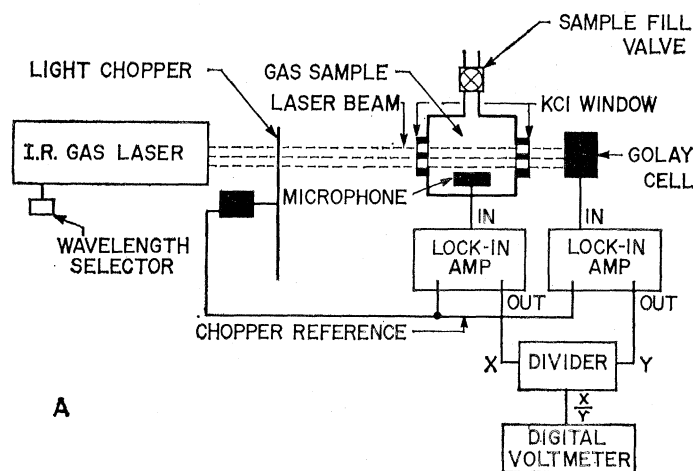 SAMPLE FILL
VALVE
LIGHT CHOPPER
GAS SAMPLE
LASER BEAM
KCl WINDOW
I.R. GAS LASER
GOLAY
CELL
MICROPHONE
WAVELENGTH
SELECTOR
IN
IN
LOCK-IN
AMP
LOCK-IN
AMP
OUT
OUT
CHOPPER REFERENCE
X
DIVIDER
Y
X
Y
A
DIGITAL
VOLTMETER